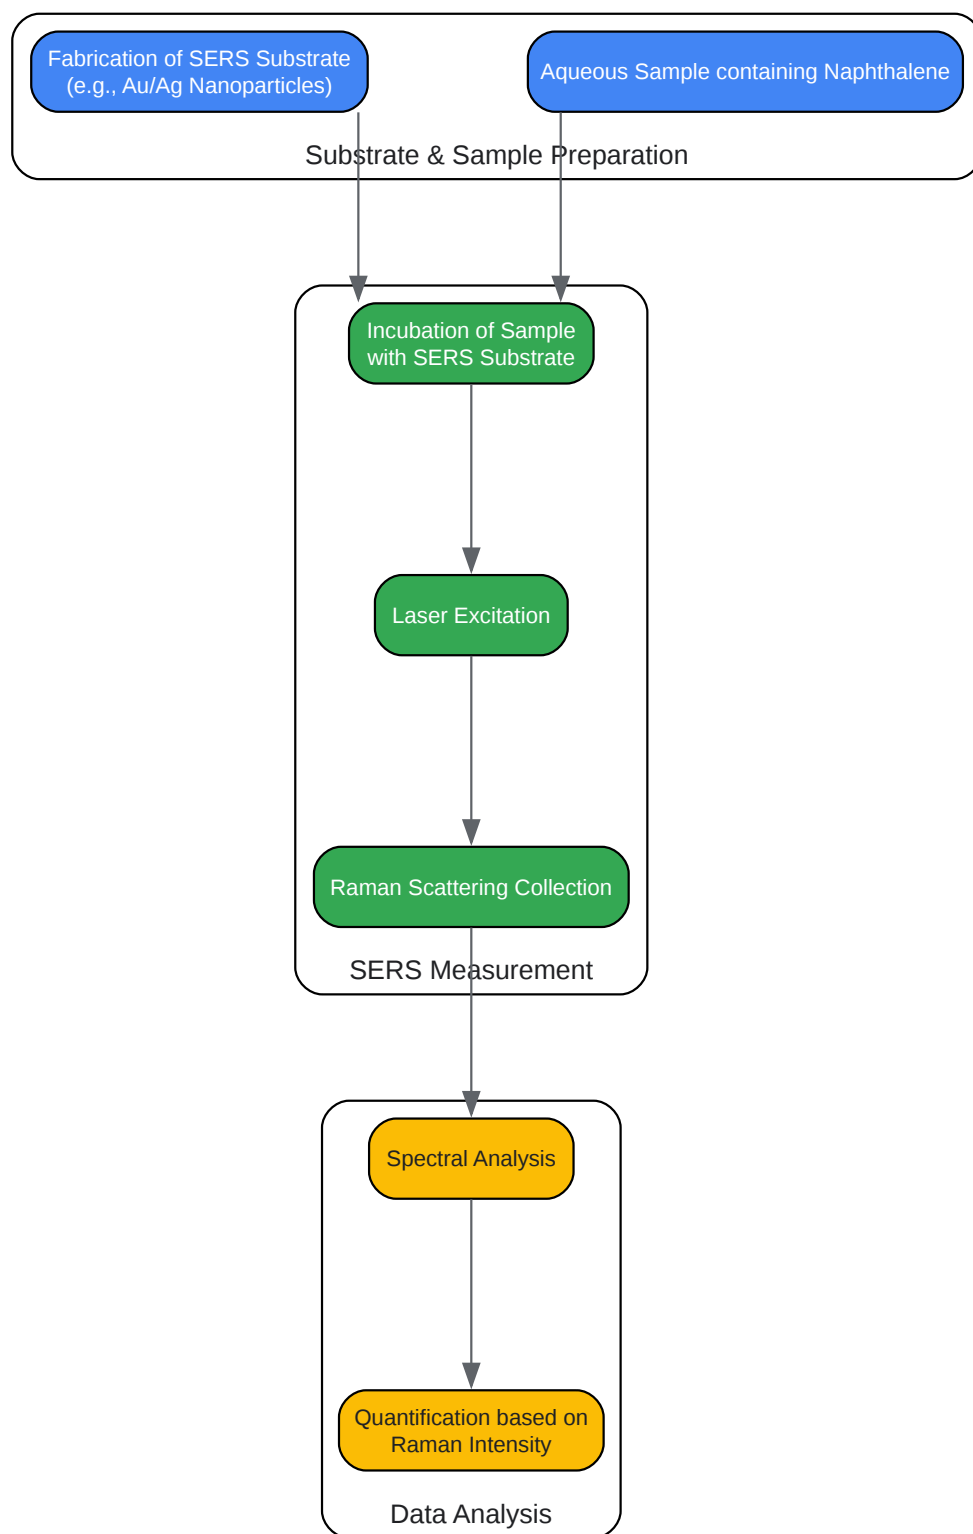 Fabrication of SERS Substrate
(e.g., Au/Ag Nanoparticles)
Aqueous Sample containing Naphthalene
Substrate & Sample Preparation
Incubation of Sample
with SERS Substrate
Laser Excitation
Raman Scattering Collection
SERS Measurement
Spectral Analysis
Quantification based on
Raman Intensity
Data Analysis